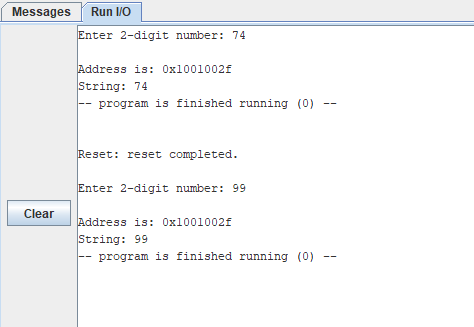 Messages Run I/O
Enter 2-digit number: 74
Address is: 0x1001002f
String: 74
-- program is finished running (0) --
Reset: reset completed.
Enter 2-digit number: 99
Clear
Address is: 0x1001002f
String: 99
-- program is finished running (0) --